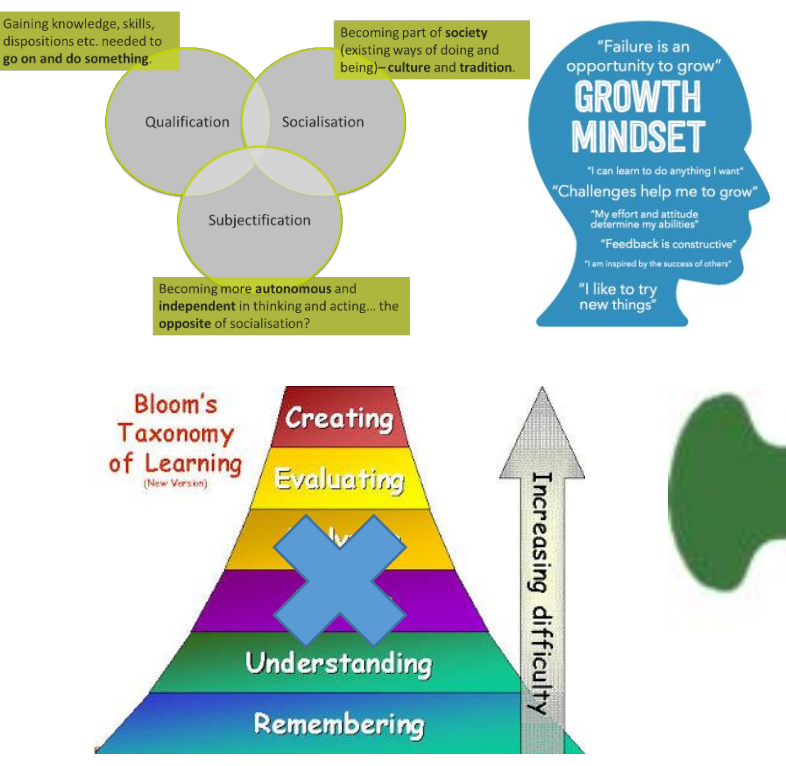 Gaining knowledge, skills,
dispositions etc. needed to
go on and do something.
Becoming part of society
(existing ways of doing and
being)– culture and tradition.
Qualification
Socialisation
Subjectification
Becoming more autonomous and
independent in thinking and acting… the
opposite of socialisation?
“Failure is an
opportunity to grow”
GROWTH
MINDSET
“I can learn to do anything I want”
“Challenges help me to grow”
“My effort and attitude
determine my abilities”
“Feedback is constructive”
“I am inspired by the success of others”
“I like to try
new things”
Bloom’s
Taxonomy
of Learning
(New Version)
Creating
Evaluating
Understanding
Remembering
Increasing difficulty